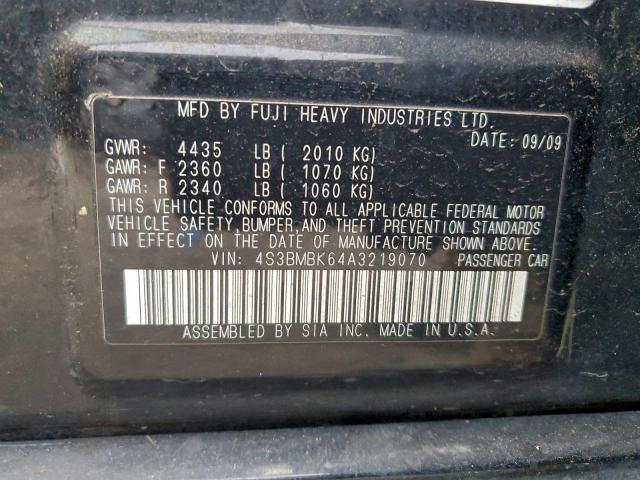 MFD BY FUJI HEAVY INDUSTRIES LTD.
DATE: 09/09
GVWR: 4435 LB ( 2010 KG)
GAWR: F 2360 LB ( 1070 KG)
GAWR: R 2340 LB ( 1060 KG)
THIS VEHICLE CONFORMS TO ALL APPLICABLE FEDERAL MOTOR
VEHICLE SAFETY, BUMPER, AND THEFT PREVENTION STANDARDS
IN EFFECT ON THE DATE OF MANUFACTURE SHOWN ABOVE.
VIN: 4S3BMBK64A3219070 PASSENGER CAR
ASSEMBLED BY SIA INC. MADE IN U.S.A.